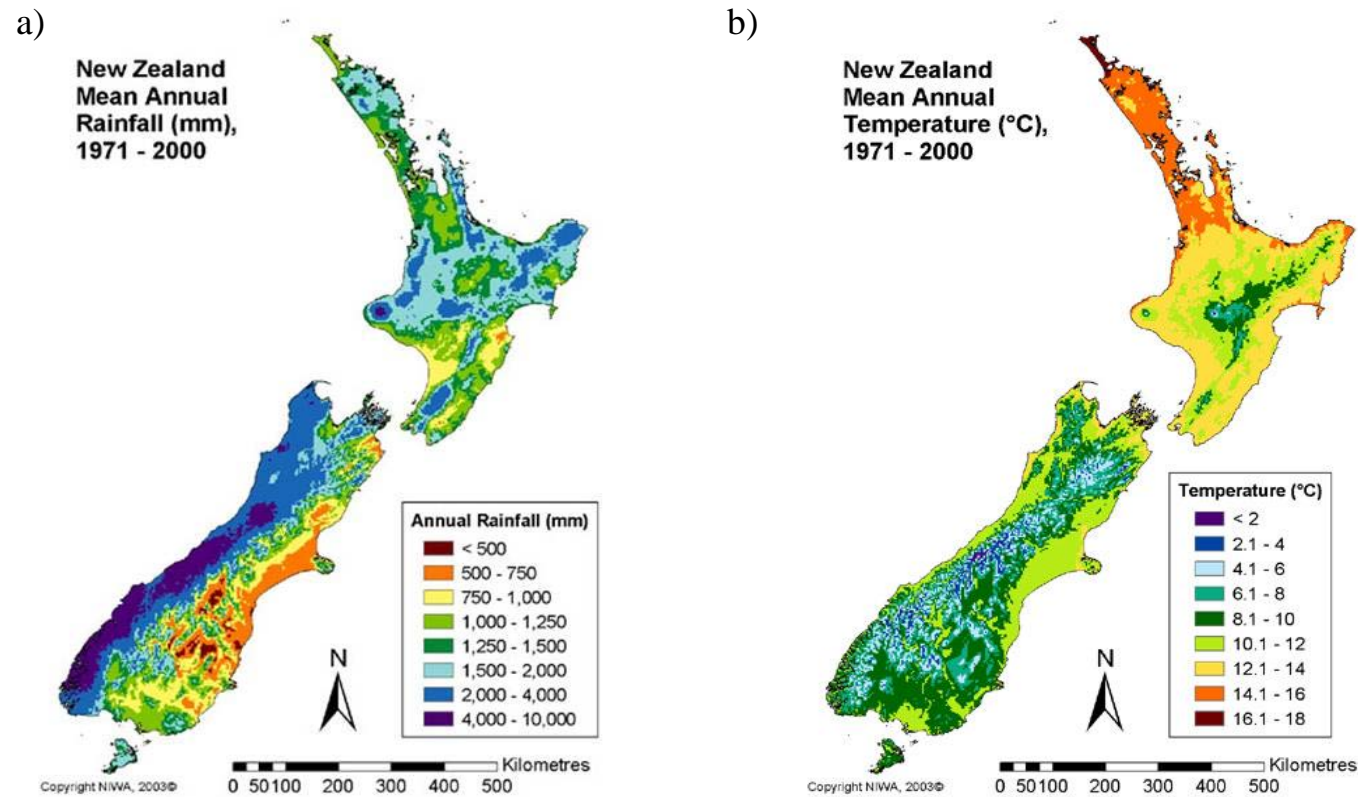 a)
New Zealand
Mean Annual
Rainfall (mm),
1971 - 2000
Annual Rainfall (mm)
< 500
500 - 750
750 - 1,000
1,000 - 1,250
1,250 - 1,500
1,500 - 2,000
2,000 - 4,000
4,000 - 10,000
N
Kilometres
0 50 100 200 300 400 500
Copyright NIWA, 2003©
b)
New Zealand
Mean Annual
Temperature (°C),
1971 - 2000
Temperature (°C)
< 2
2.1 - 4
4.1 - 6
6.1 - 8
8.1 - 10
10.1 - 12
12.1 - 14
14.1 - 16
16.1 - 18
N
Kilometres
0 50 100 200 300 400 500
Copyright NIWA, 2003©